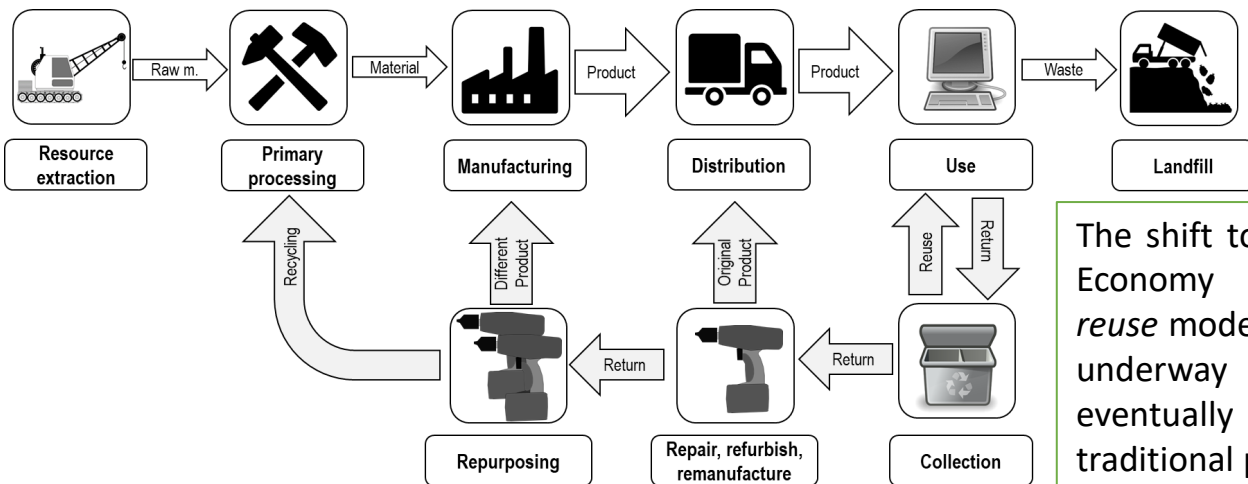 Raw m.
Material
Product
Product
Waste
Resource
extraction
Primary
processing
Manufacturing
Distribution
Use
Landfill
Recycling
Different
Product
Original
Product
Reuse
Return
Return
Return
Repurposing
Repair, refurbish,
remanufacture
Collection
The shift to
Economy
reuse mode
underway
eventually
traditional p